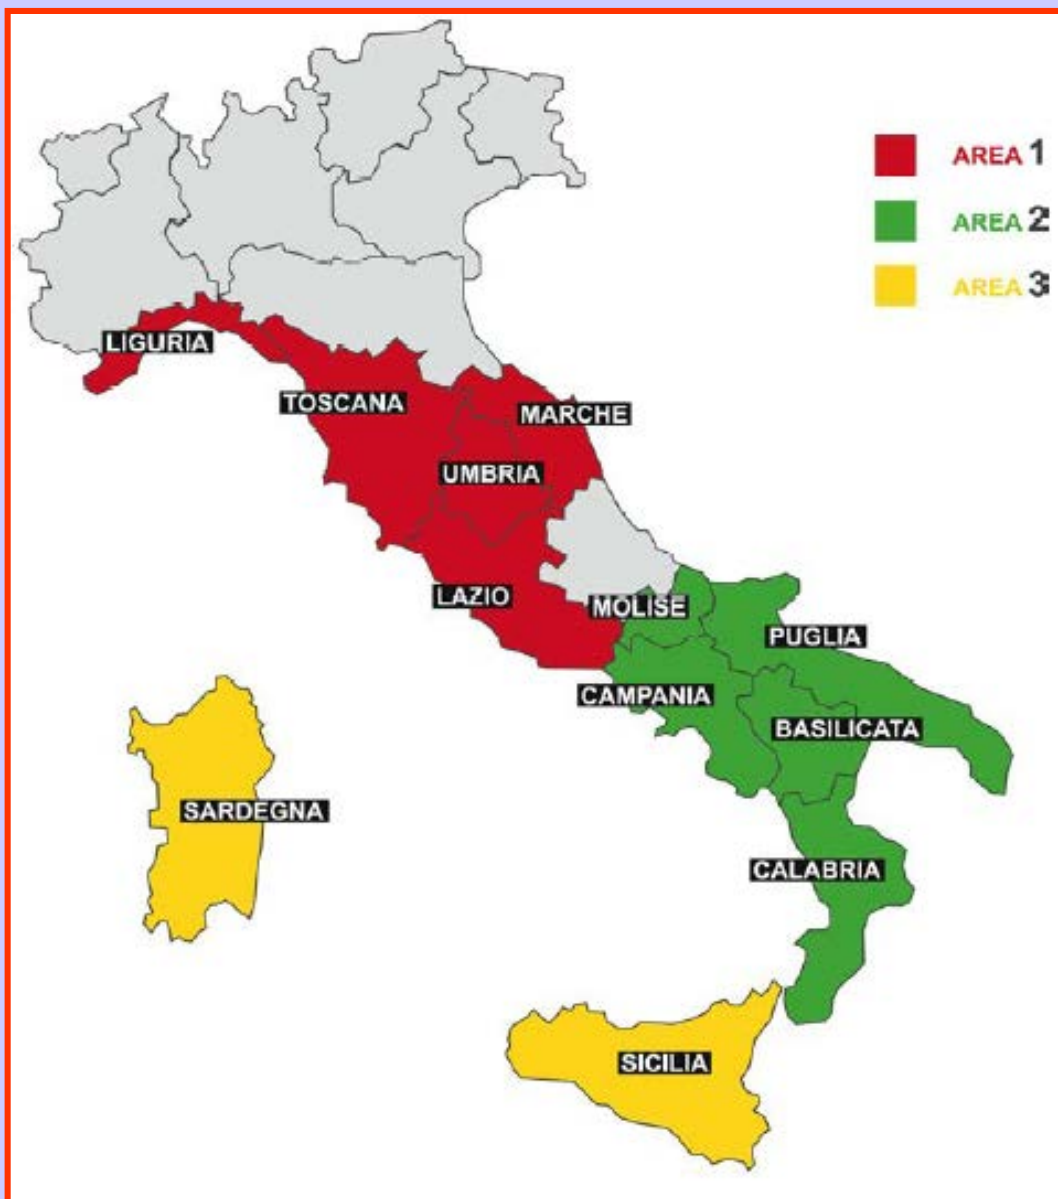 AREA 1
AREA 2
AREA 3
LIGURIA
TOSCANA
MARCHE
UMBRIA
LAZIO
MOLISE
PUGLIA
CAMPANIA
BASILICATA
SARDEGNA
CALABRIA
SICILIA